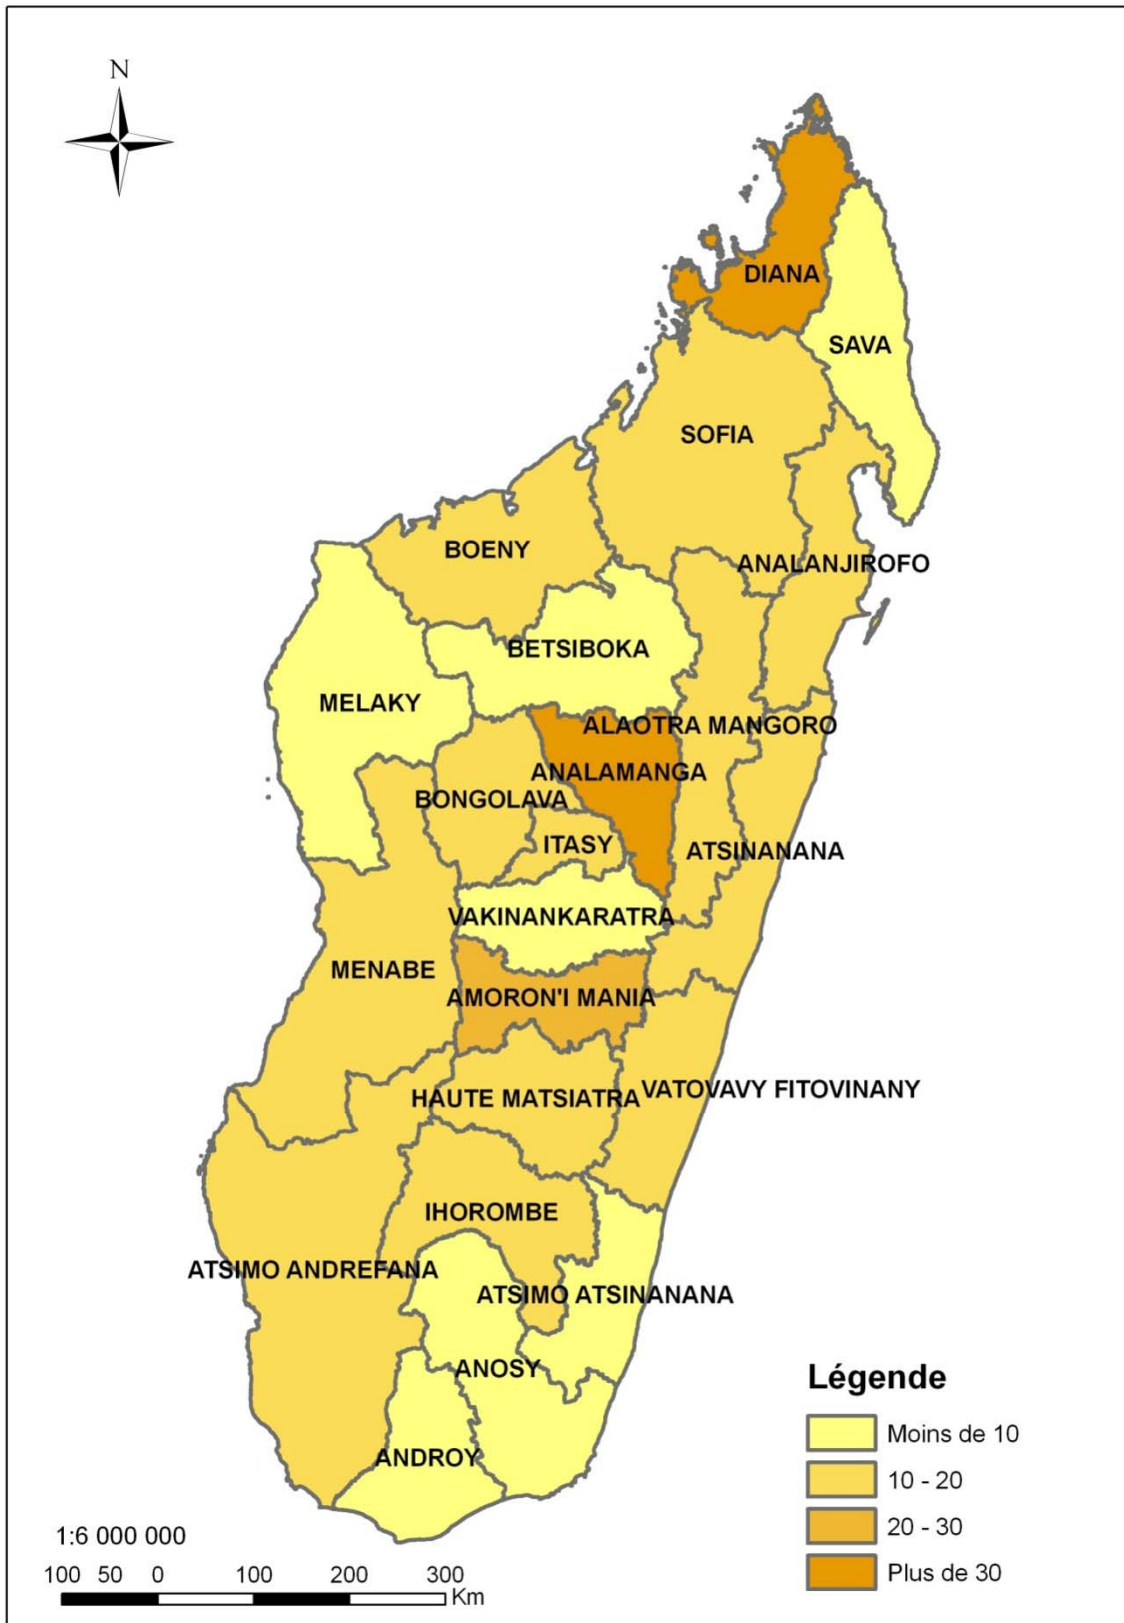 N
DIANA
SAVA
SOFIA
BOENY
ANALANJIROFO
BETSIBOKA
MELAKY
ALAOTRA MANGORO
ANALAMANGA
BONGOLAVA
ITASY
ATSINANANA
VAKINANKARATRA
MENABE
AMORON'I MANIA
VATOVAVY FITOVINANY
HAUTE MATSIATRA
IHOROMBE
ATSIMO ANDREFANA
ATSIMO ATSINANANA
ANOSY
ANDROY
Légende
Moins de 10
10 - 20
20 - 30
Plus de 30
1:6 000 000
100 50 0 100 200 300
Km